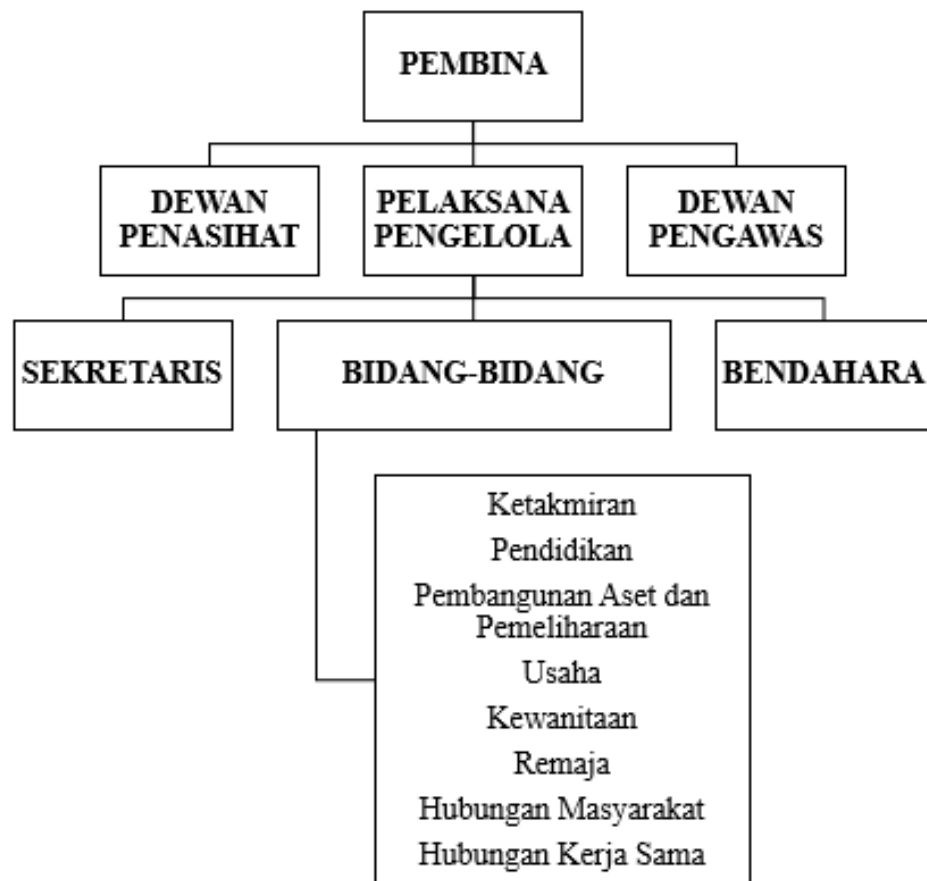 PEMBINA
DEWAN
PENASIHAT
PELAKSANA
PENGELOLA
DEWAN
PENGAWAS
SEKRETARIS
BIDANG-BIDANG
BENDAHARA
Ketakmiran
Pendidikan
Pembangunan Aset dan
Pemeliharaan
Usaha
Kewanitaan
Remaja
Hubungan Masyarakat
Hubungan Kerja Sama